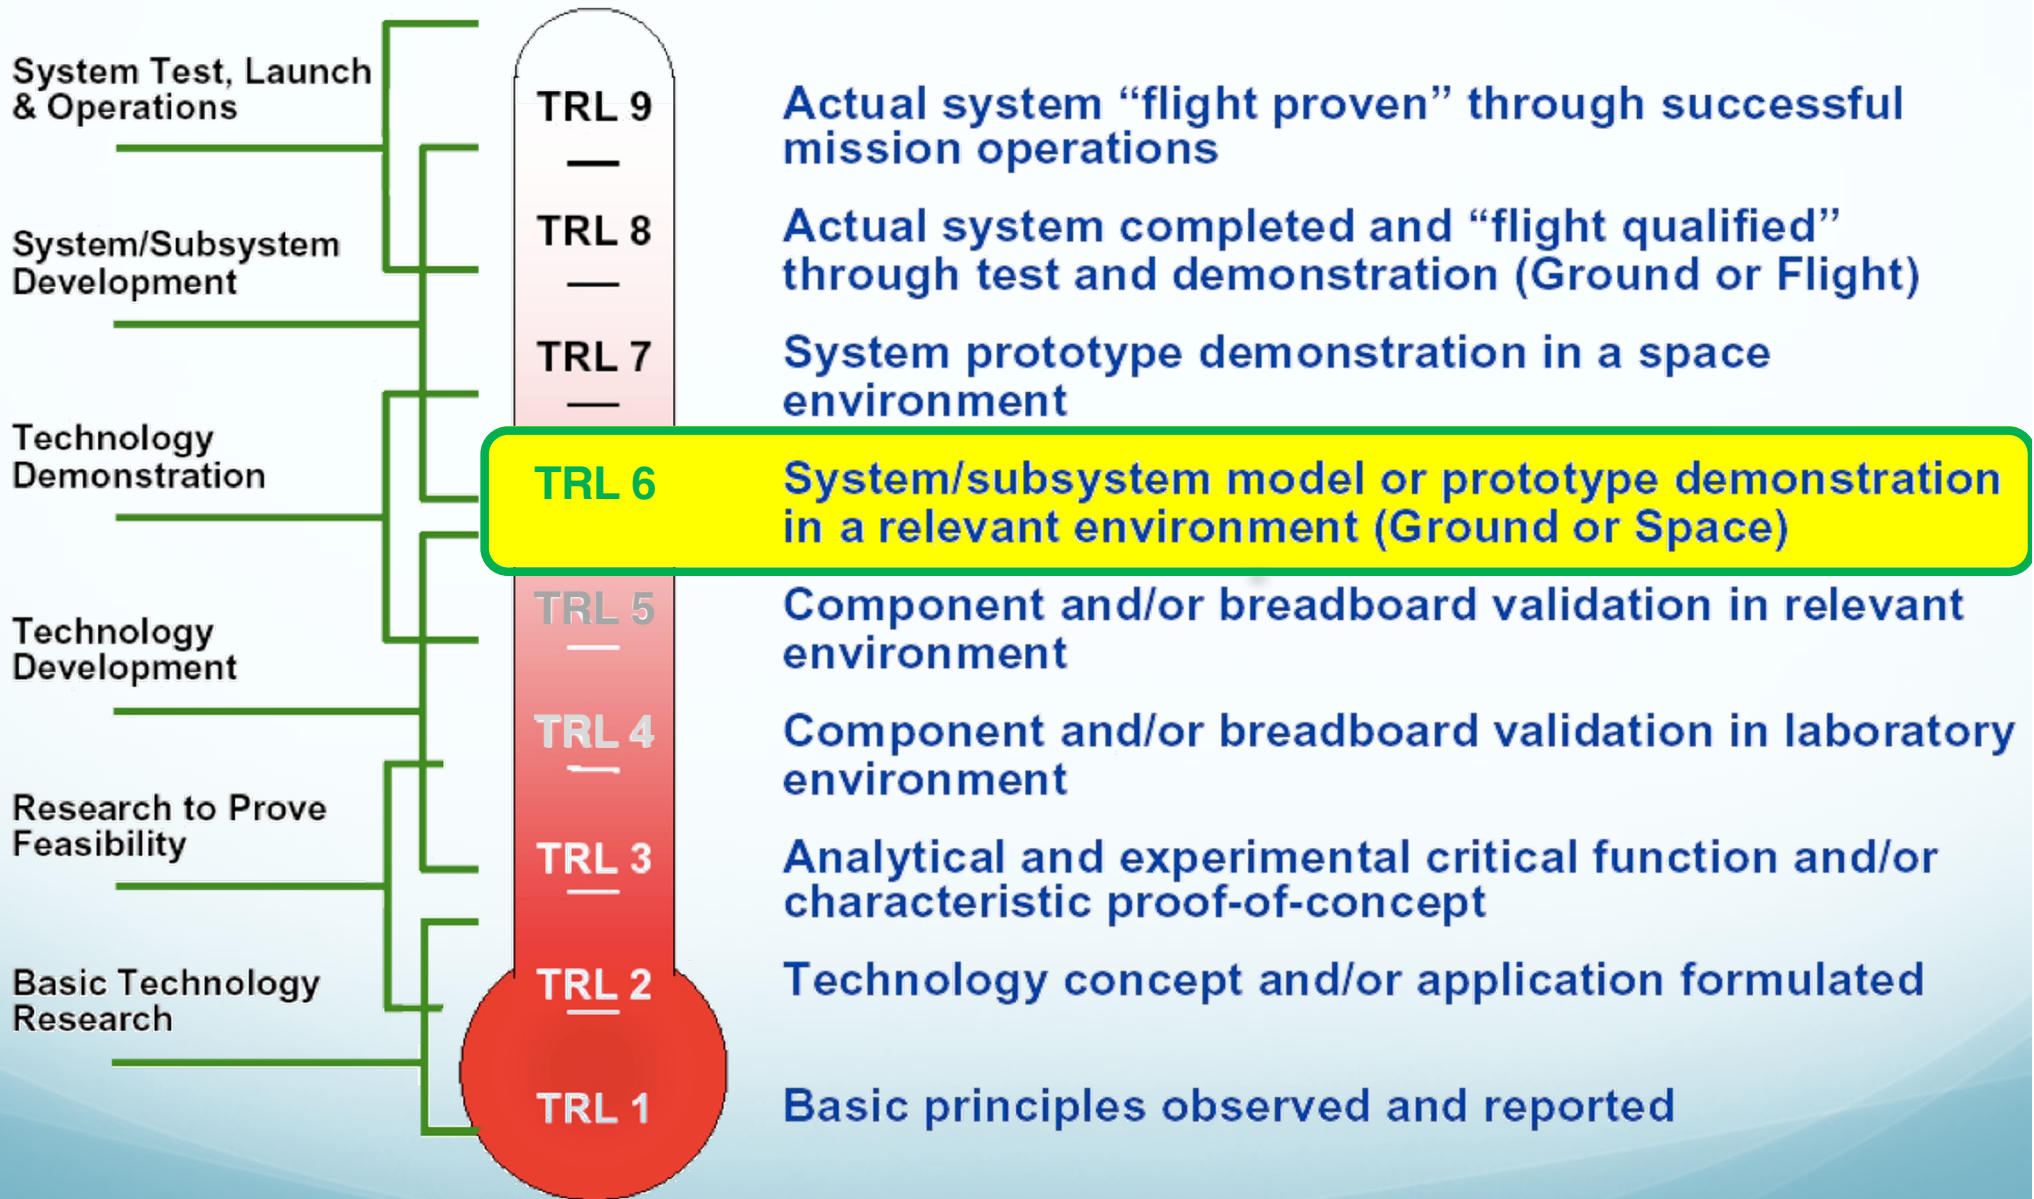 System Test, Launch
& Operations
System/Subsystem
Development
Technology
Demonstration
Technology
Development
Research to Prove
Feasibility
Basic Technology
Research
TRL 9
TRL 8
TRL 7
TRL 6
TRL 5
TRL 4
TRL 3
TRL 2
TRL 1
Actual system “flight proven” through successful
mission operations
Actual system completed and “flight qualified”
through test and demonstration (Ground or Flight)
System prototype demonstration in a space
environment
System/subsystem model or prototype demonstration
in a relevant environment (Ground or Space)
Component and/or breadboard validation in relevant
environment
Component and/or breadboard validation in laboratory
environment
Analytical and experimental critical function and/or
characteristic proof-of-concept
Technology concept and/or application formulated
Basic principles observed and reported